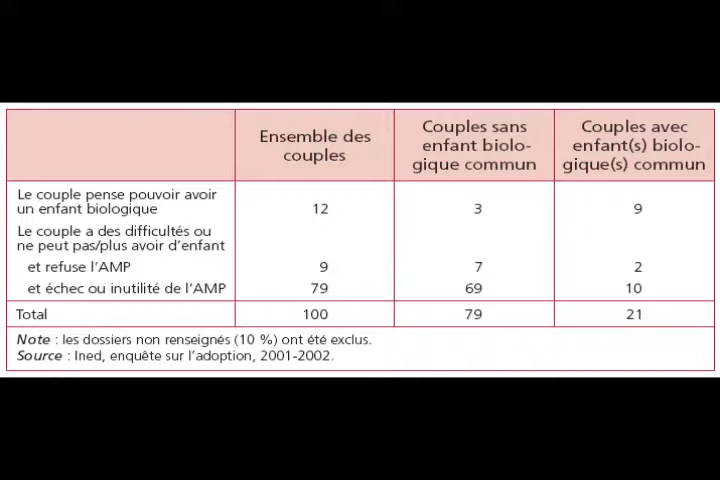 Ensemble des
couples
Couples sans
enfant biolo-
gique commun
Couples avec
enfant(s) biolo-
gique(s) commun
Le couple pense pouvoir avoir
un enfant biologique 12 3 9
Le couple a des difficultés ou
ne peut pas/plus avoir d'enfant
et refuse l'AMP 9 7 2
et échec ou inutilité de l'AMP 79 69 10
Total 100 79 21
Note : les dossiers non renseignés (10 %) ont été exclus.
Source : Ined, enquête sur l'adoption, 2001-2002.